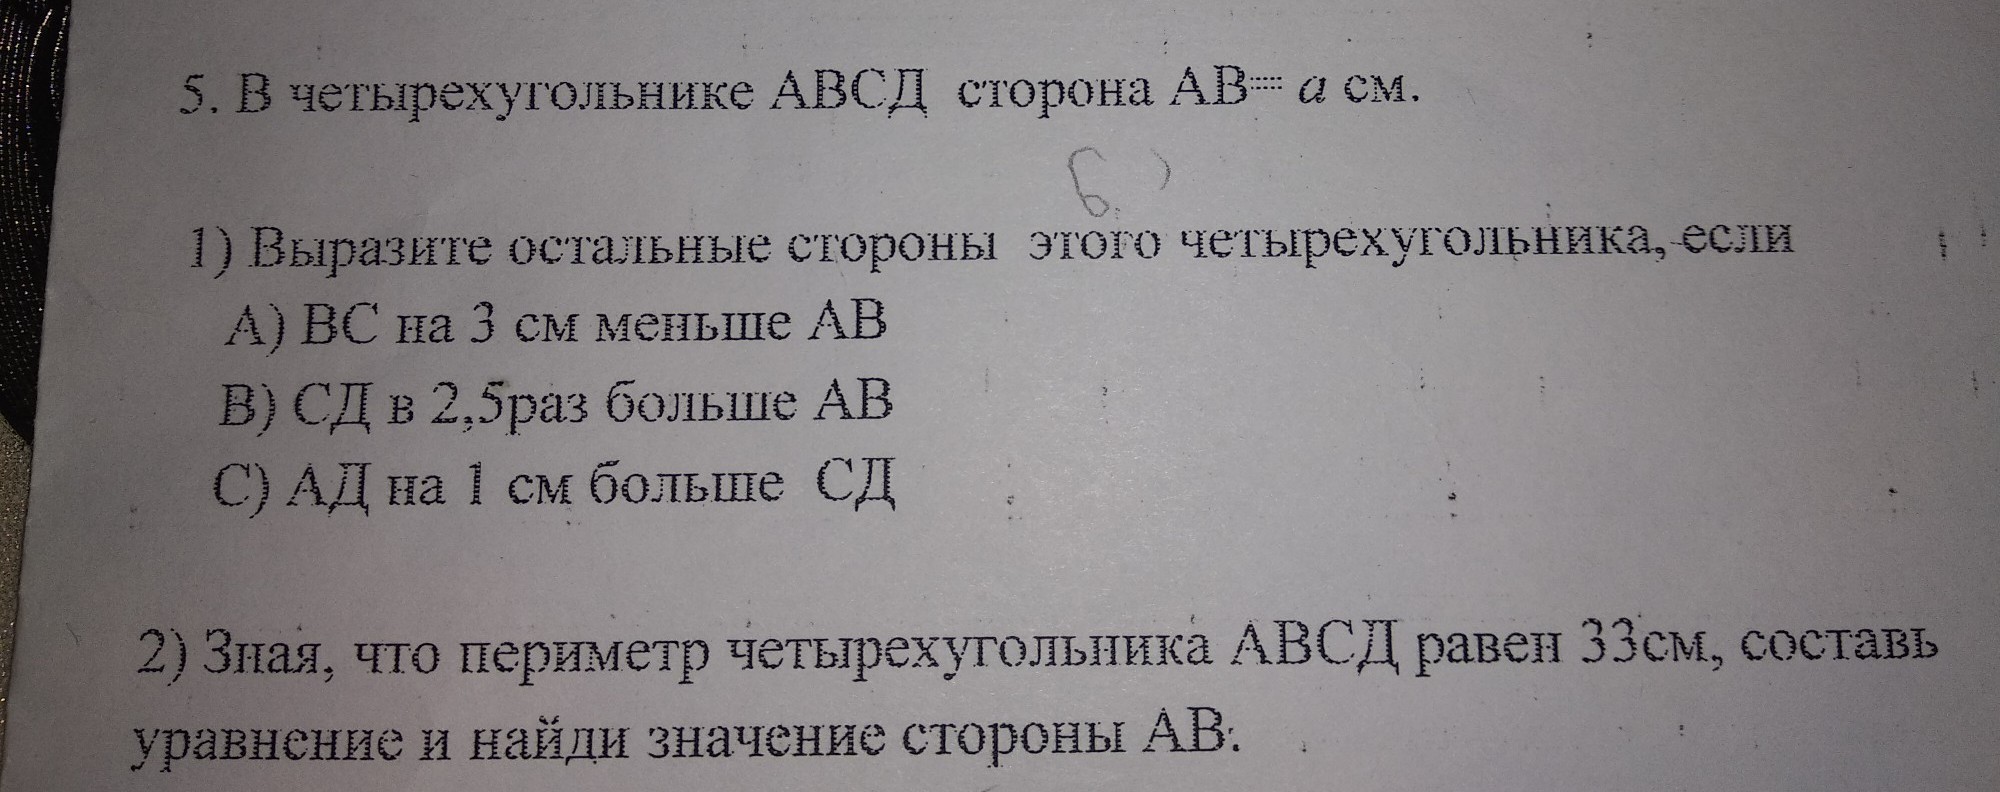 5. В четырехугольнике АВСД сторона АВ= а см.
б )
1) Выразите остальные стороны этого четырехугольника, если
А) ВС на 3 см меньше АВ
В) СД в 2,5раз больше АВ
С) АД на 1 см больше СД
2) Зная, что периметр четырехугольника АВСД равен 33см, составь
уравнение и найди значение стороны АВ.